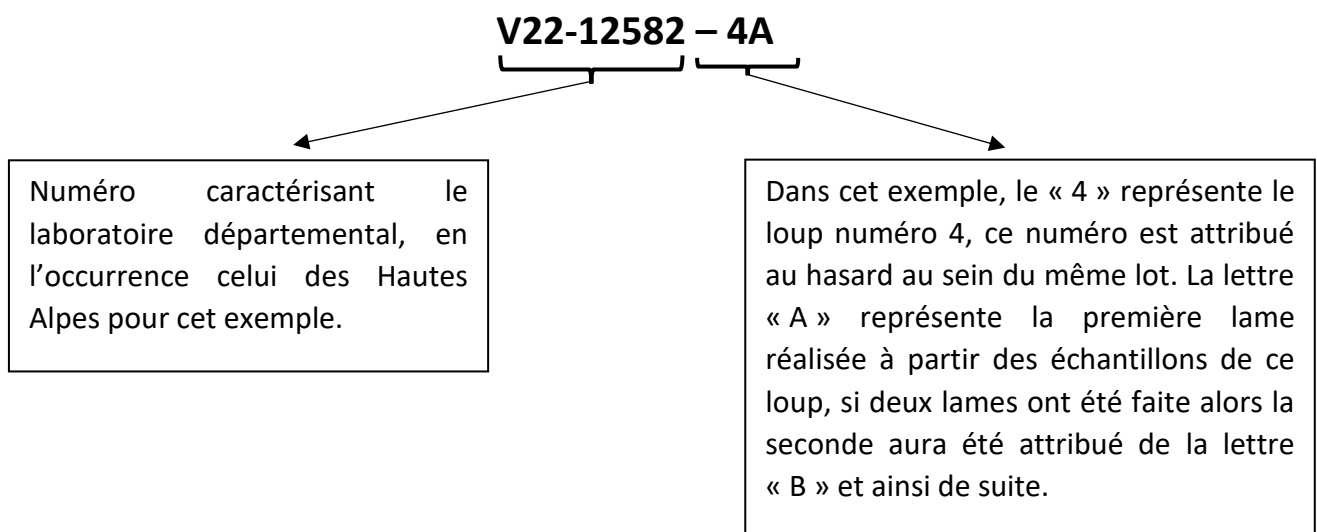 V22-12582 – 4A
Numéro caractérisant le
laboratoire départemental, en
l’occurrence celui des Hautes
Alpes pour cet exemple.
Dans cet exemple, le « 4 » représente le
loup numéro 4, ce numéro est attribué
au hasard au sein du même lot. La lettre
« A » représente la première lame
réalisée à partir des échantillons de ce
loup, si deux lames ont été faite alors la
seconde aura été attribué de la lettre
« B » et ainsi de suite.